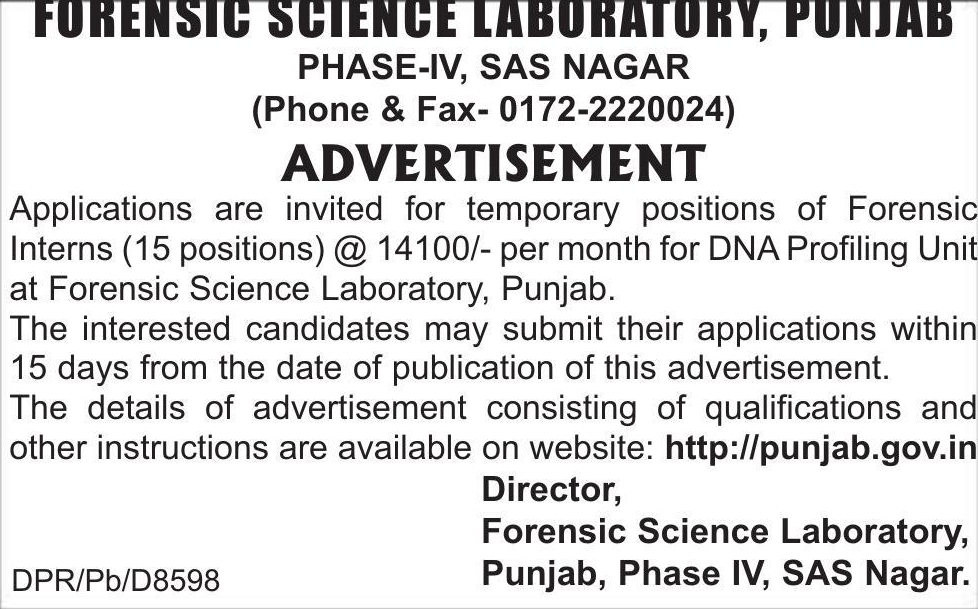 FORENSIC SCIENCE LABORATORY, PUNJAB
PHASE-IV, SAS NAGAR
(Phone & Fax- 0172-2220024)
ADVERTISEMENT
Applications are invited for temporary positions of Forensic
Interns (15 positions) @ 14100/- per month for DNA Profiling Unit
at Forensic Science Laboratory, Punjab.
The interested candidates may submit their applications within
15 days from the date of publication of this advertisement.
The details of advertisement consisting of qualifications and
other instructions are available on website: http://punjab.gov.in
Director,
Forensic Science Laboratory,
DPR/Pb/D8598 Punjab, Phase IV, SAS Nagar.